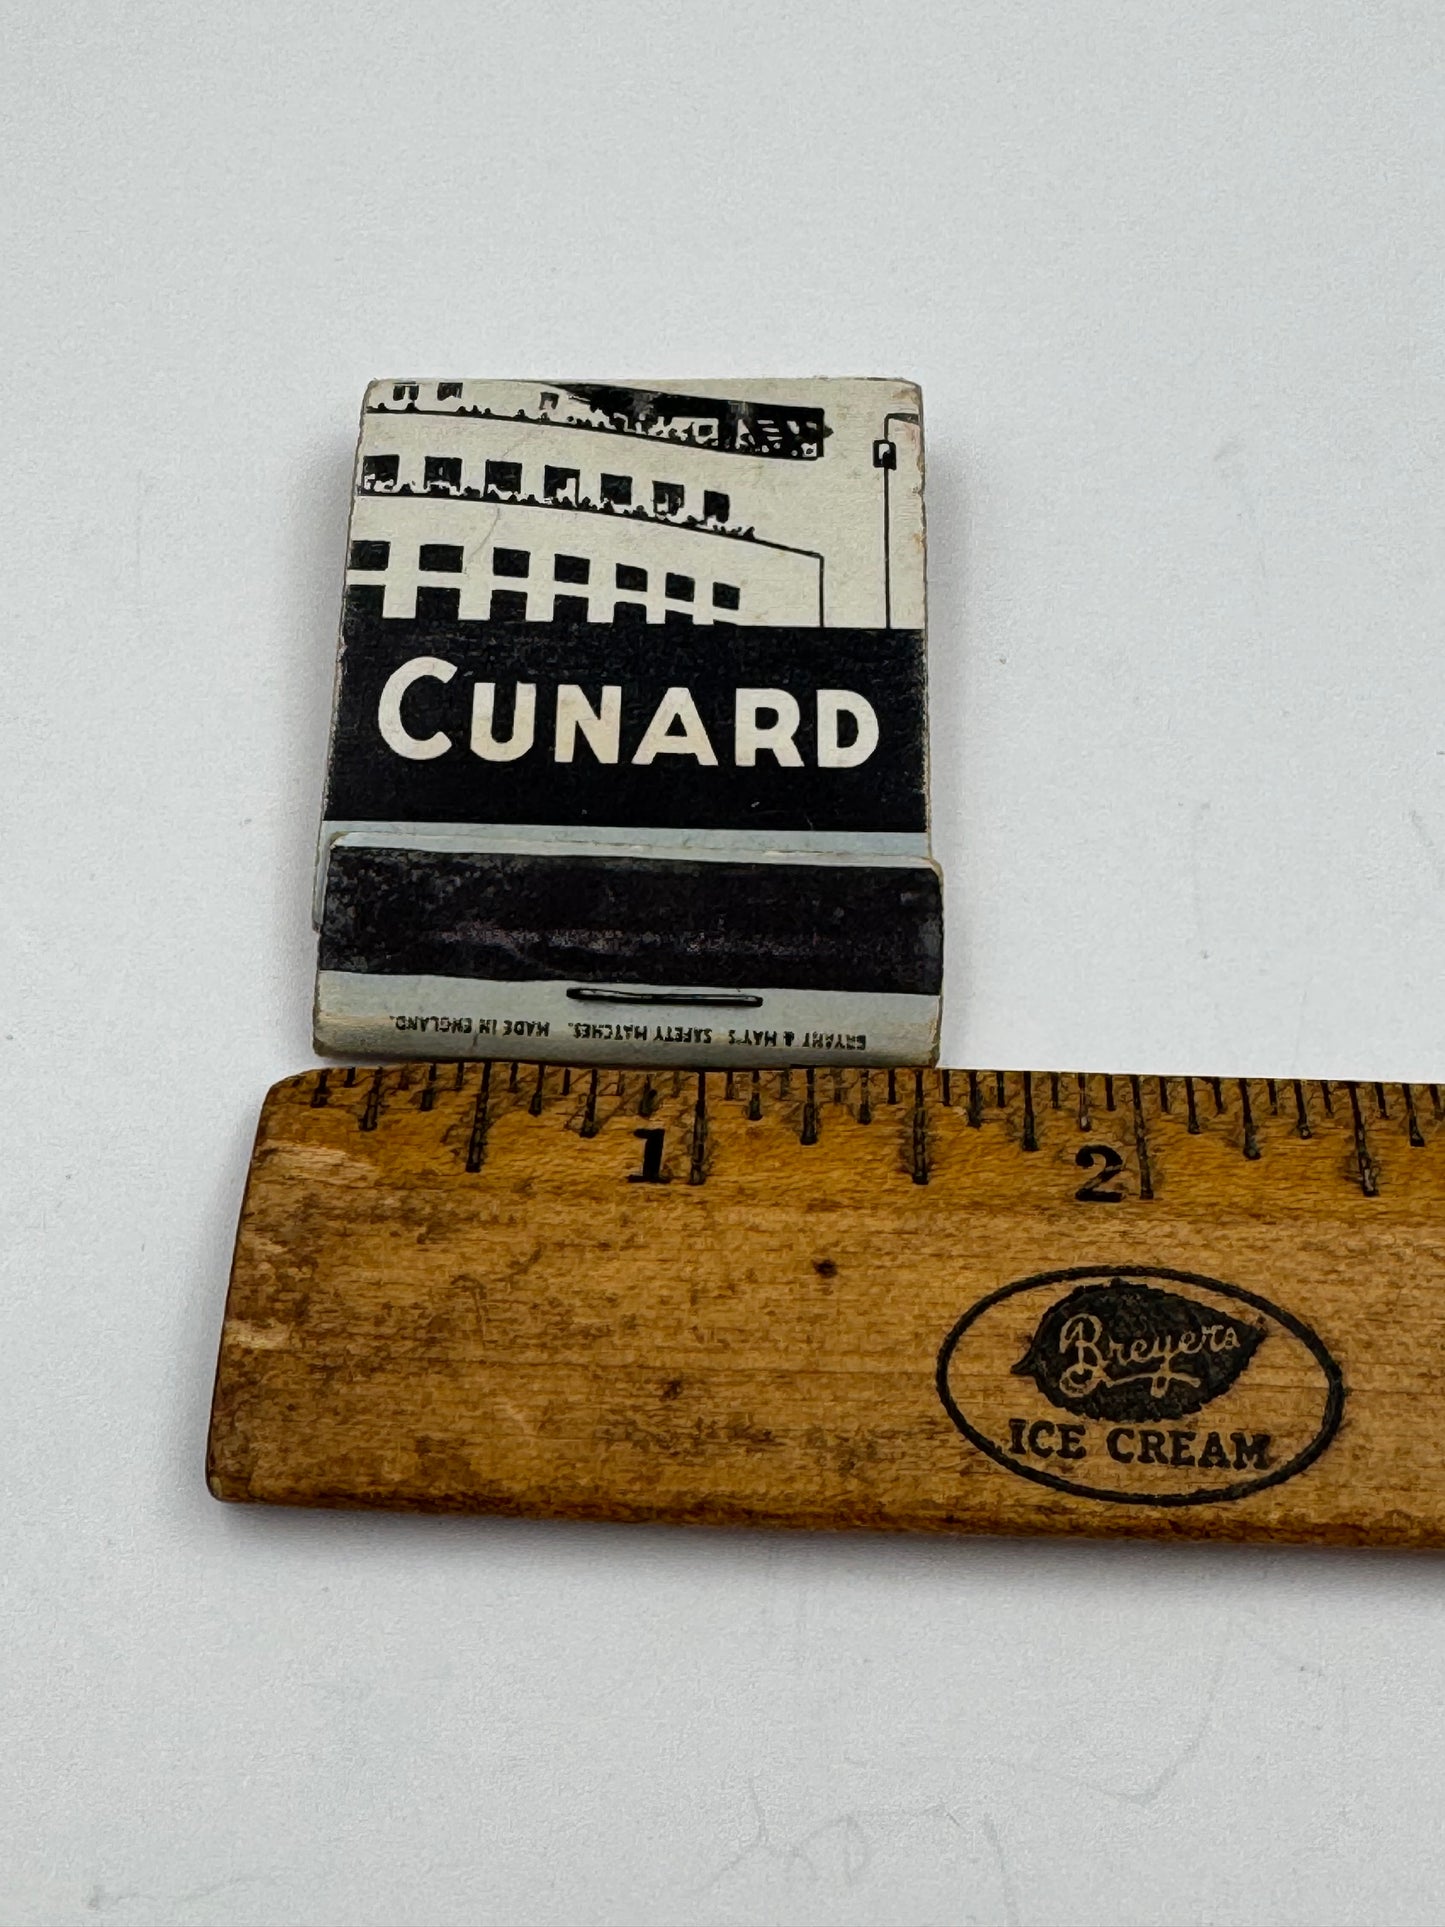 CUNARD
BRYANT & MAY'S SAFETY MATCHES. MADE IN ENGLAND.
1 2
Breyers
ICE CREAM